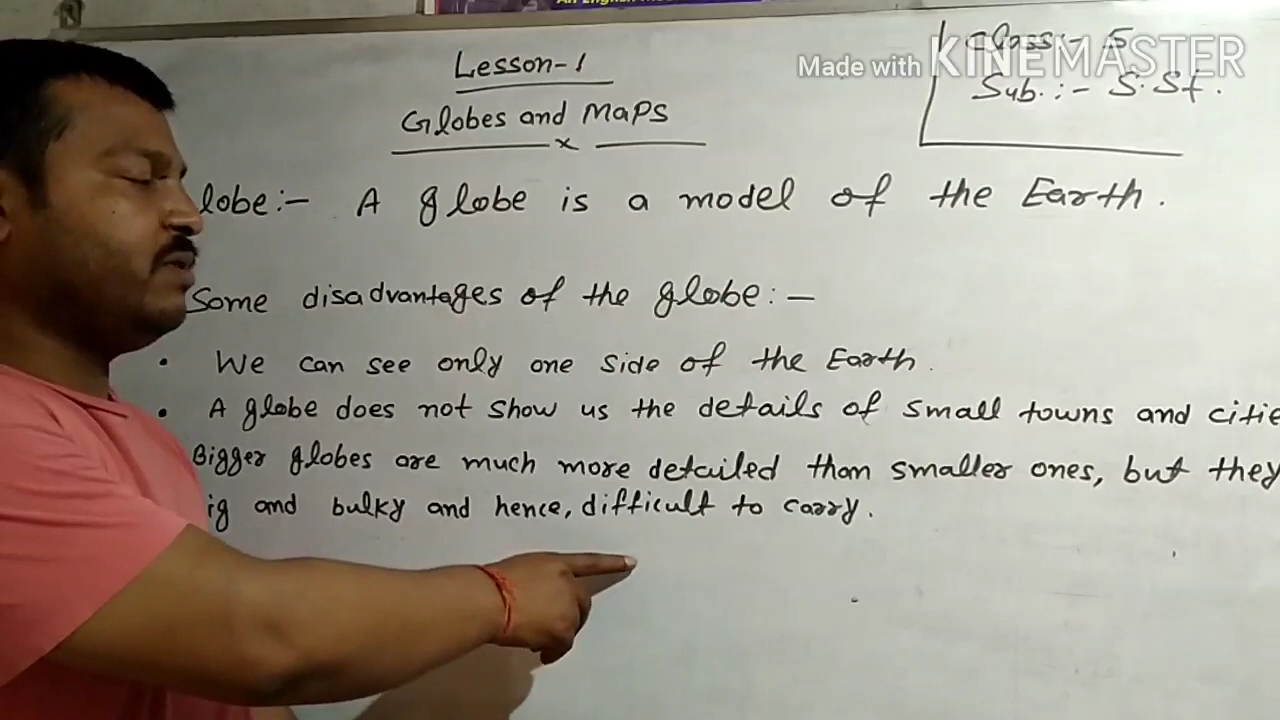 Lesson-1
Globes and Maps
x
Class:- 5
Sub.:- S.St.
Made with KINEMASTER
lobe:- A globe is a model of the Earth.
Some disadvantages of the globe:-
• We can see only one side of the Earth.
• A globe does not show us the details of small towns and citie
Bigger globes are much more detailed than smaller ones, but they
ig and bulky and hence, difficult to carry.